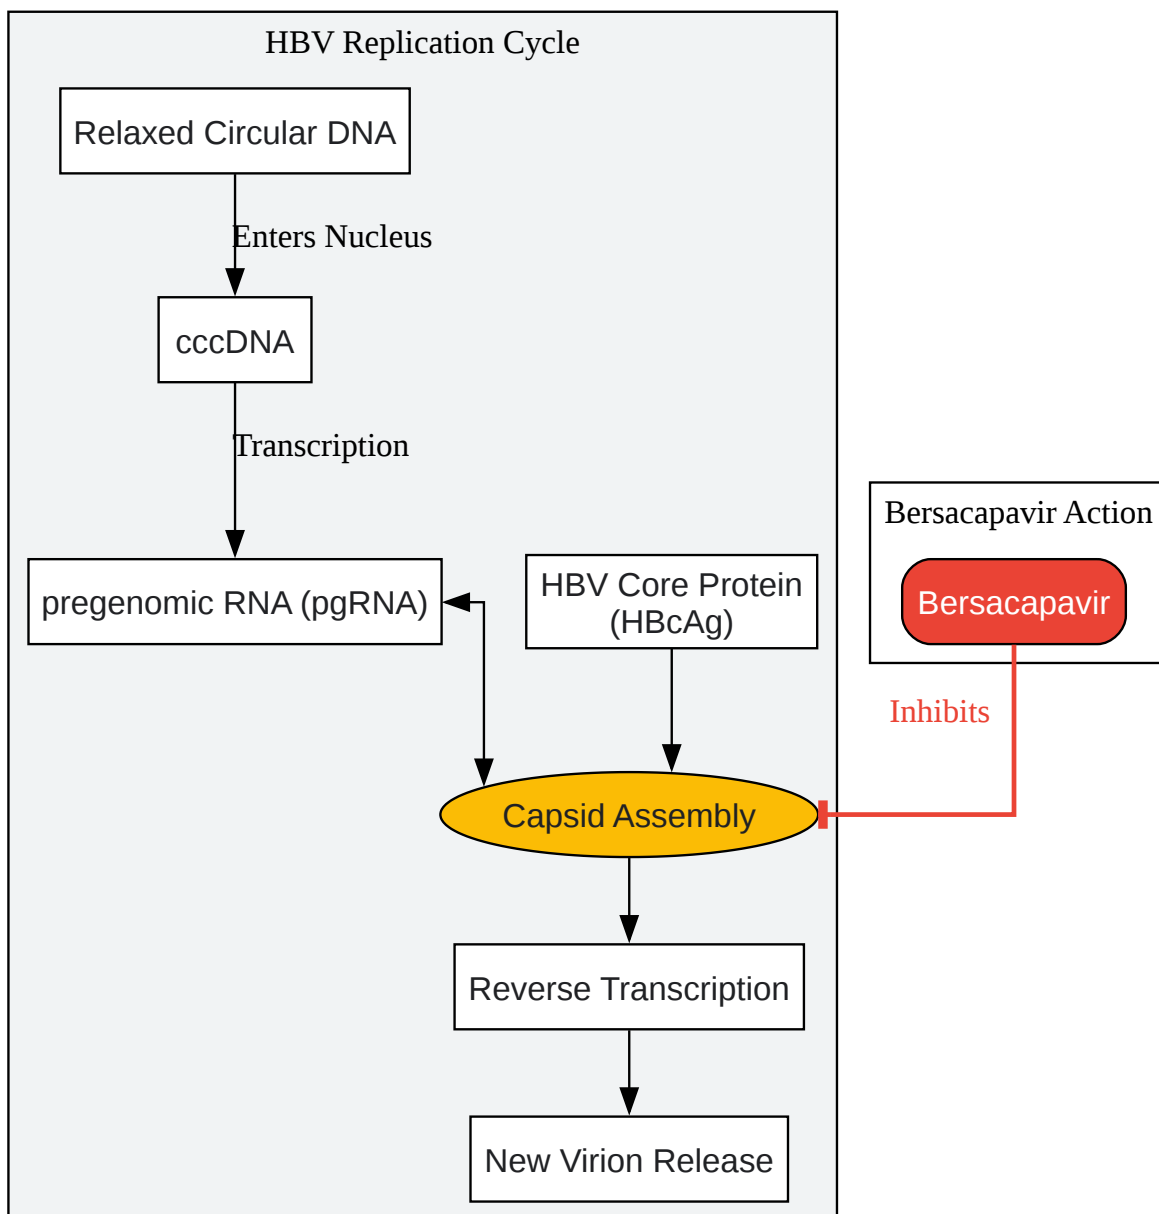 HBV Replication Cycle
Relaxed Circular DNA
Enters Nucleus
cccDNA
Transcription
pregenomic RNA (pgRNA)
HBV Core Protein
(HBcAg)
Bersacapavir Action
Bersacapavir
Inhibits
Capsid Assembly
Reverse Transcription
New Virion Release